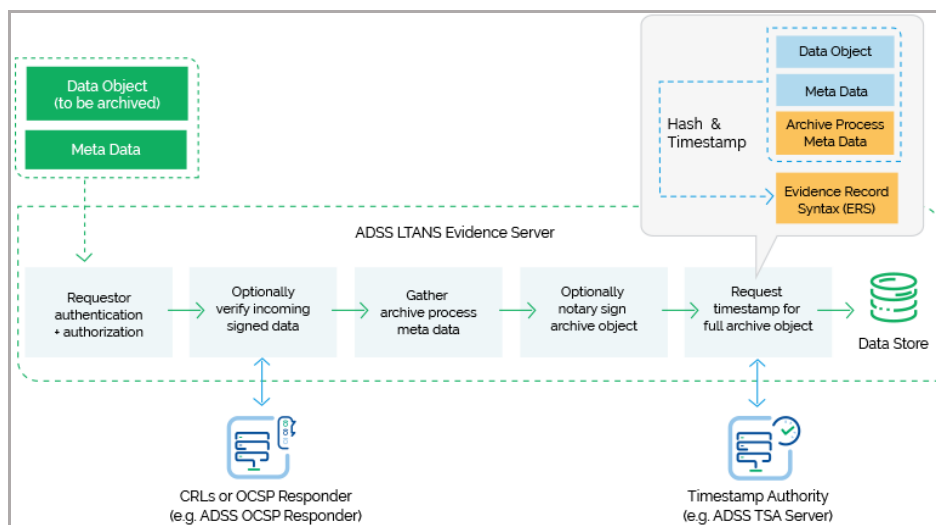 Data Object
(to be archived)
Meta Data
Hash &
Timestamp
Data Object
Meta Data
Archive Process
Meta Data
Evidence Record
Syntax (ERS)
ADSS LTANS Evidence Server
Requestor
authentication
+ authorization
Optionally
verify incoming
signed data
Gather
archive process
meta data
Optionally
notary sign
archive object
Request
timestamp for
full archive object
Data Store
CRLs or OCSP Responder
(e.g. ADSS OCSP Responder)
Timestamp Authority
(e.g. ADSS TSA Server)